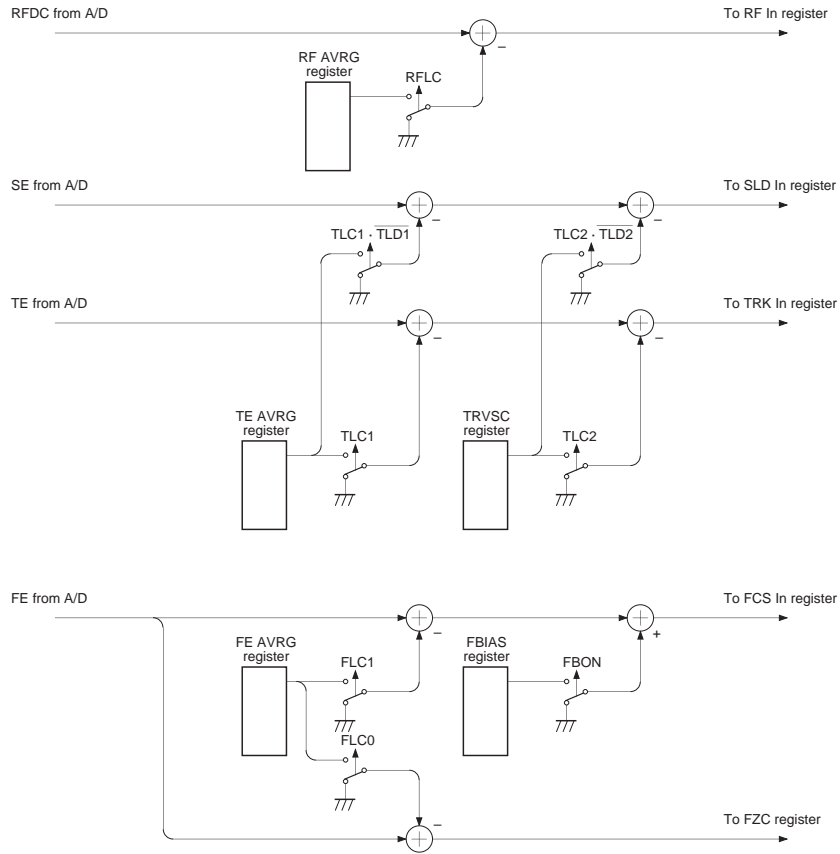 RFDC from A/D
To RF In register
–
RF AVRG
register
RFLC
SE from A/D
To SLD In register
–
–
TLC1 · T̅L̅D̅1̅
TLC2 · T̅L̅D̅2̅
TE from A/D
To TRK In register
–
–
TE AVRG
register
TLC1
TRVSC
register
TLC2
FE from A/D
To FCS In register
–
+
FE AVRG
register
FLC1
FBIAS
register
FBON
FLC0
–
To FZC register